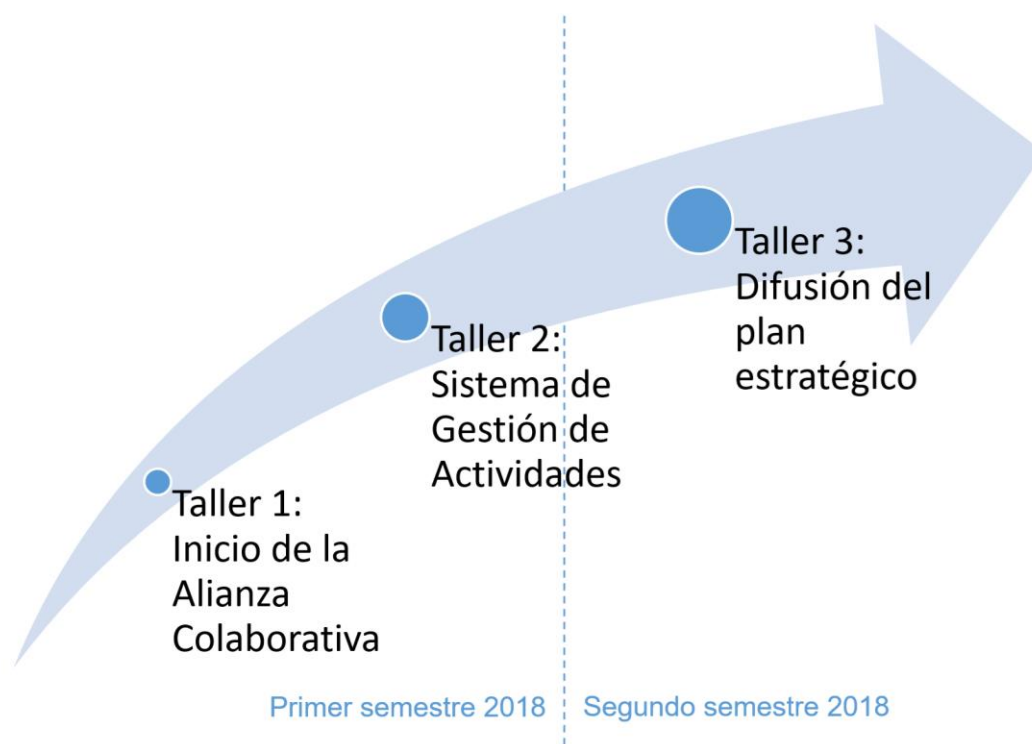 Taller 1:
Inicio de la
Alianza
Colaborativa
Taller 2:
Sistema de
Gestión de
Actividades
Taller 3:
Difusión del
plan
estratégico
Primer semestre 2018
Segundo semestre 2018